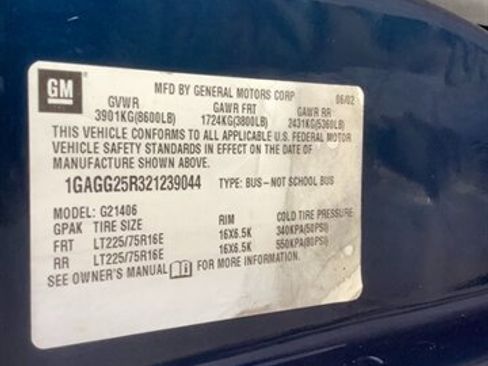 GM
MFD BY GENERAL MOTORS CORP 06/02
GVWR GAWR FRT GAWR RR
3901KG(8600LB) 1724KG(3800LB) 2431KG(5360LB)
THIS VEHICLE CONFORMS TO ALL APPLICABLE U.S. FEDERAL MOTOR
VEHICLE SAFETY STANDARDS IN EFFECT ON THE DATE OF
MANUFACTURE SHOWN ABOVE.
1GAGG25R321239044 TYPE: BUS-NOT SCHOOL BUS
MODEL: G21406
GPAK TIRE SIZE RIM COLD TIRE PRESSURE
FRT LT225/75R16E 16X6.5K 340KPA(50PSI)
RR LT225/75R16E 16X6.5K 550KPA(80PSI)
SEE OWNER'S MANUAL FOR MORE INFORMATION.